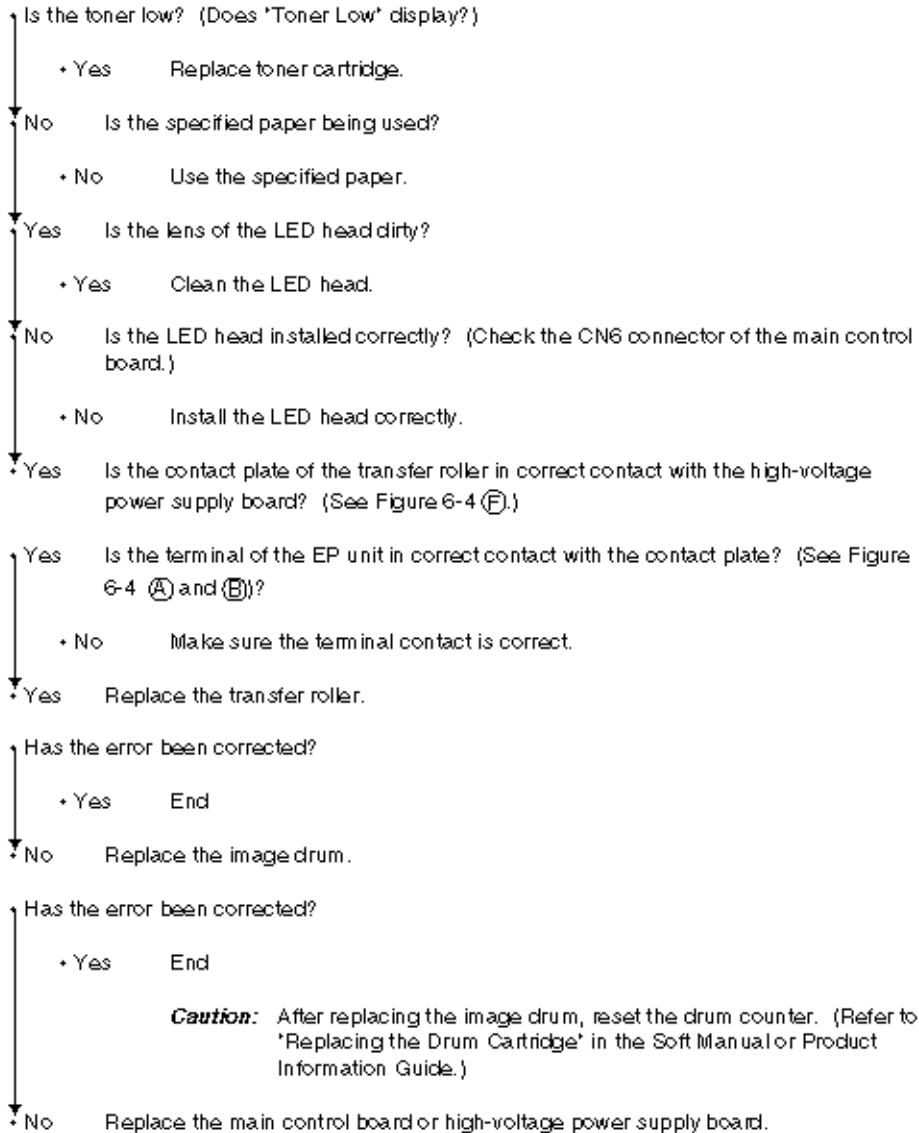 • Is the toner low? (Does "Toner Low" display?)
• Yes Replace toner cartridge.
• No Is the specified paper being used?
• No Use the specified paper.
• Yes Is the lens of the LED head dirty?
• Yes Clean the LED head.
• No Is the LED head installed correctly? (Check the CN6 connector of the main control
board.)
• No Install the LED head correctly.
• Yes Is the contact plate of the transfer roller in correct contact with the high-voltage
power supply board? (See Figure 6-4 Ⓕ.)
• Yes Is the terminal of the EP unit in correct contact with the contact plate? (See Figure
6-4 Ⓐ and Ⓑ)?
• No Make sure the terminal contact is correct.
• Yes Replace the transfer roller.
• Has the error been corrected?
• Yes End
• No Replace the image drum.
• Has the error been corrected?
• Yes End
Caution: After replacing the image drum, reset the drum counter. (Refer to
"Replacing the Drum Cartridge" in the Soft Manual or Product
Information Guide.)
• No Replace the main control board or high-voltage power supply board.